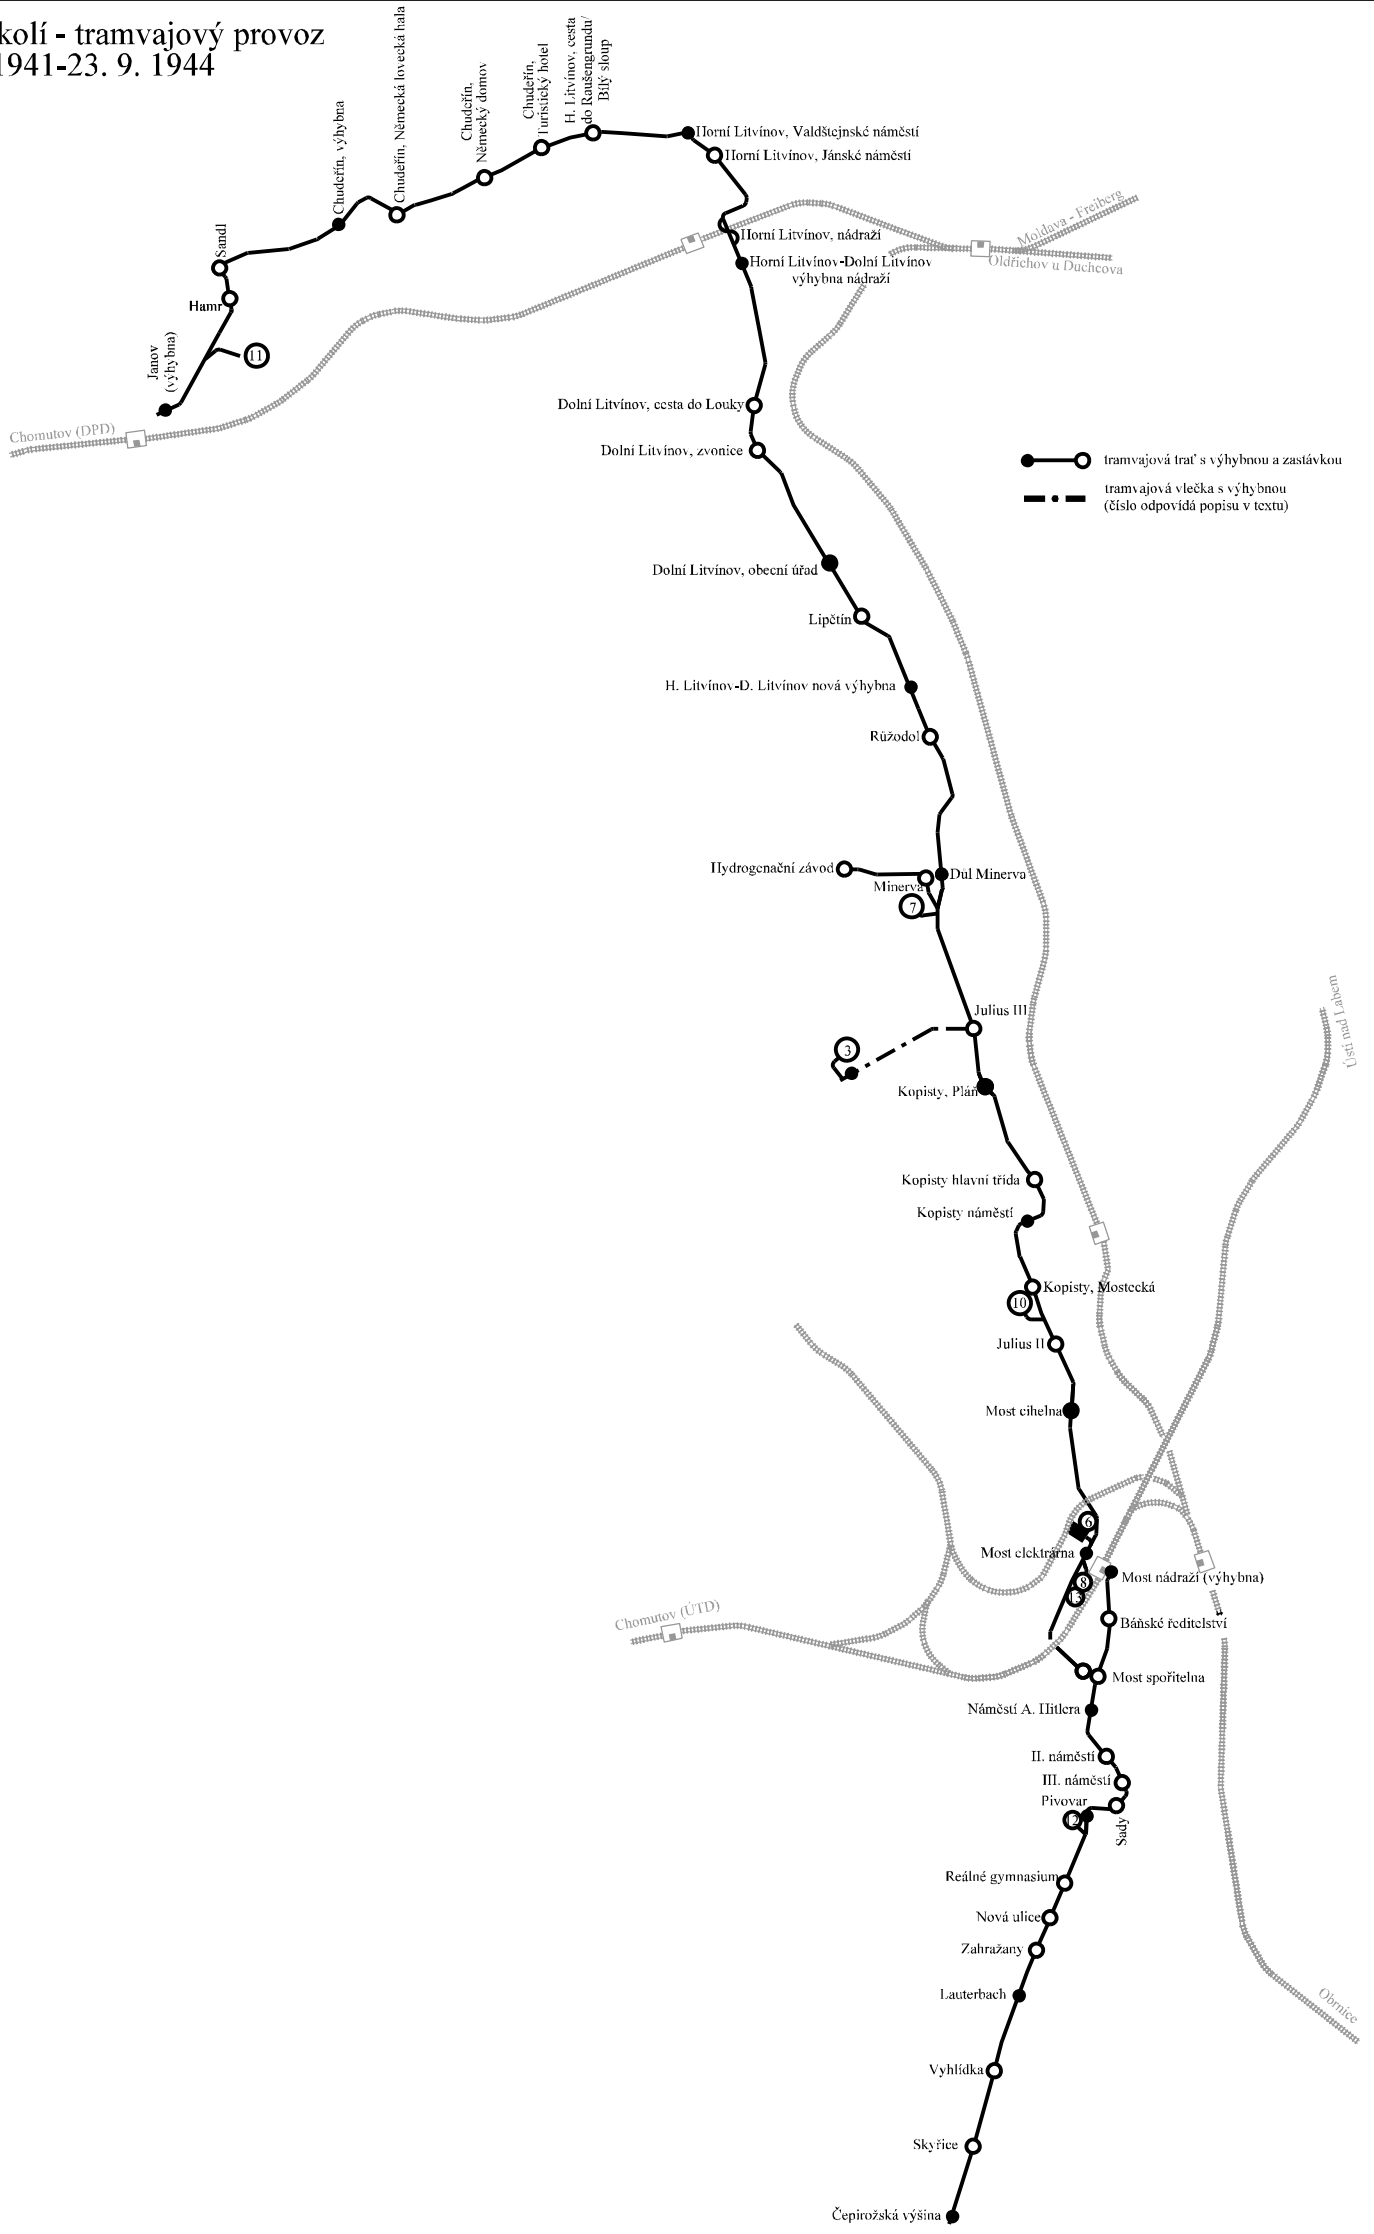 kolí - tramvajový provoz
1941-23. 9. 1944
Chudeřín, výhybna
Chudeřín, Německá lovecká hala
Chudeřín,
Německý domov
Chudeřín,
Turistický hotel
H. Litvínov, cesta
do Raušengrundu/
Bílý sloup
Horní Litvínov, Valdštejnské náměstí
Horní Litvínov, Jánské náměstí
Horní Litvínov, nádraží
Horní Litvínov-Dolní Litvínov
výhybna nádraží
Moldava - Freiberg
Oldřichov u Duchcova
Sandl
Hamr
Janov
(výhybna)
11
Chomutov (DPD)
Dolní Litvínov, cesta do Louky
Dolní Litvínov, zvonice
tramvajová trať s výhybnou a zastávkou
tramvajová vlečka s výhybnou
(číslo odpovídá popisu v textu)
Dolní Litvínov, obecní úřad
Lipětín
H. Litvínov-D. Litvínov nová výhybna
Růžodol
Hydrogenační závod
Minerva
Důl Minerva
7
Julius III
3
Kopisty, Pláň
Ústí nad Labem
Kopisty hlavní třída
Kopisty náměstí
Kopisty, Mostecká
10
Julius II
Most cihelna
6
Most elektrárna
8
13
Most nádraží (výhybna)
Chomutov (ÚTD)
Báňské ředitelství
Most spořitelna
Náměstí A. Hitlera
II. náměstí
III. náměstí
Pivovar
12
Sady
Reálné gymnasium
Nová ulice
Zahražany
Lauterbach
Obrnice
Vyhlídka
Skyřice
Čepirožská výšina